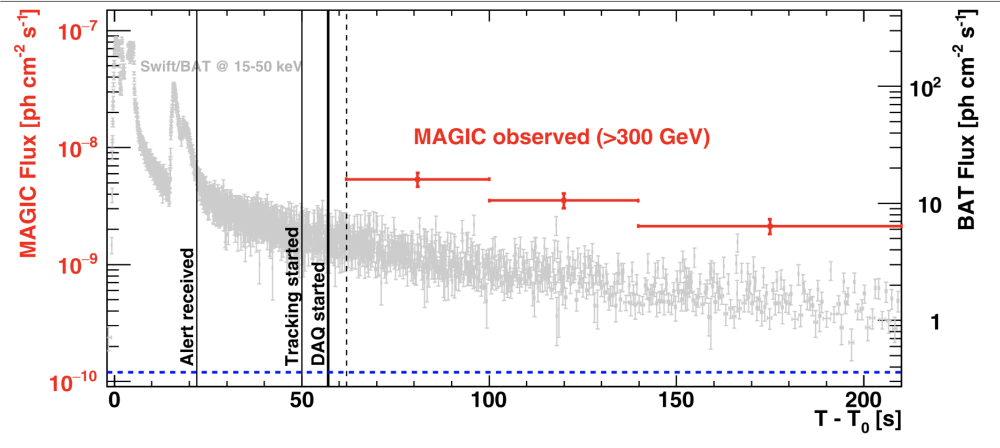 MAGIC Flux [ph cm⁻² s⁻¹]
10⁻⁷
10⁻⁸
10⁻⁹
10⁻¹⁰
Swift/BAT @ 15-50 keV
MAGIC observed (>300 GeV)
Alert received
Tracking started
DAQ started
10²
10
1
BAT Flux [ph cm⁻² s⁻¹]
0 50 100 150 200
T - T₀ [s]